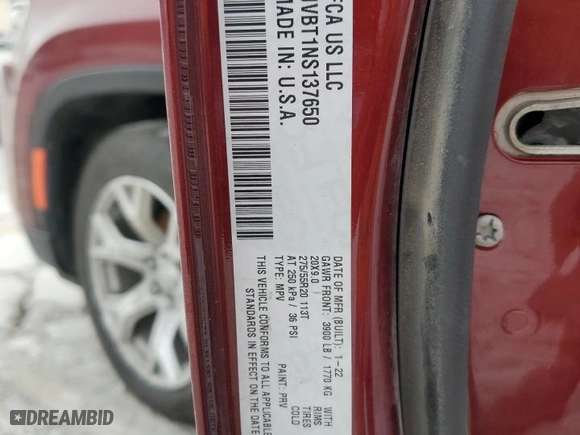 FCA US LLC
JVBT1NS137650
MADE IN: U.S.A.
DATE OF MFR (BUILT): 1-22
GAWR FRONT: 3900 LB / 1770 KG WITH
20X9.0 RIMS
275/55R20 113T TIRES
AT 250 kPa / 36 PSI COLD
TYPE: MPV PAINT: PRV
THIS VEHICLE CONFORMS TO ALL APPLICABLE
STANDARDS IN EFFECT ON THE DATE
DREAMBID